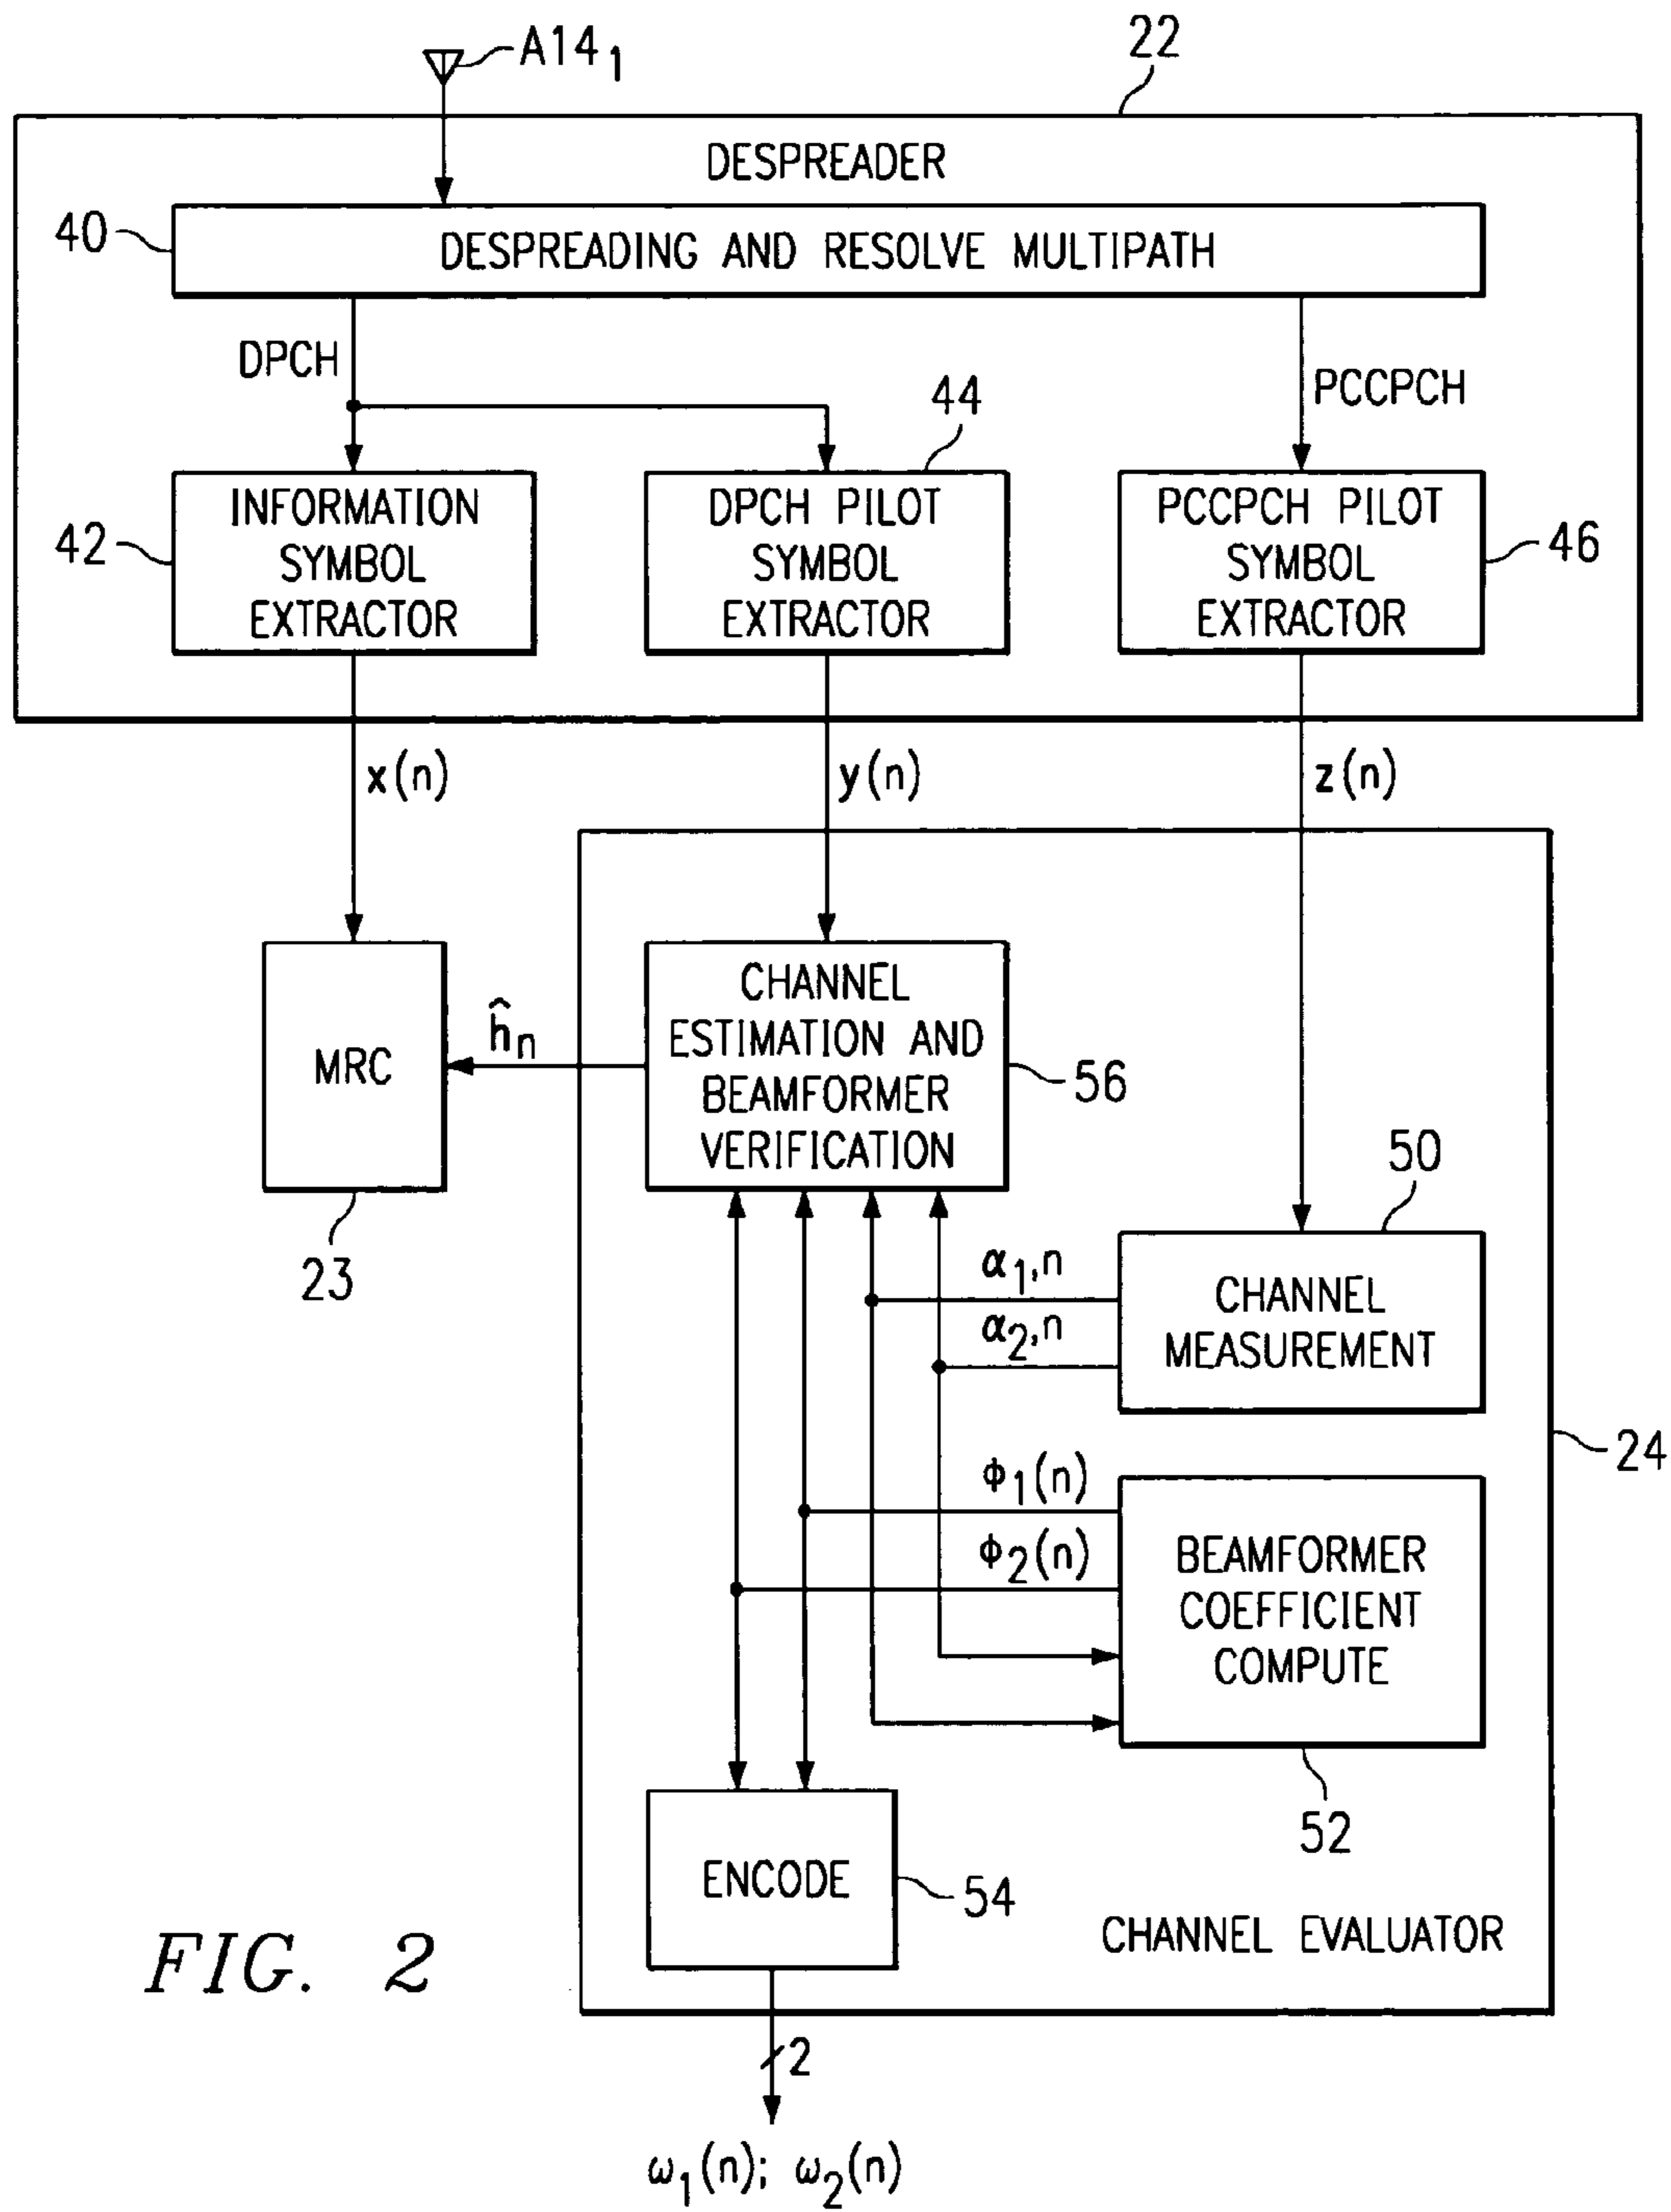 A14₁
22
DESPREADER
40
DESPREADING AND RESOLVE MULTIPATH
DPCH
PCCPCH
44
42
INFORMATION
SYMBOL
EXTRACTOR
DPCH PILOT
SYMBOL
EXTRACTOR
PCCPCH PILOT
SYMBOL
EXTRACTOR
46
x(n)
y(n)
z(n)
MRC
23
ĥₙ
CHANNEL
ESTIMATION AND
BEAMFORMER
VERIFICATION
56
50
α₁,n
α₂,n
CHANNEL
MEASUREMENT
24
ϕ₁(n)
ϕ₂(n)
BEAMFORMER
COEFFICIENT
COMPUTE
52
ENCODE
54
CHANNEL EVALUATOR
FIG. 2
2
ω₁(n); ω₂(n)